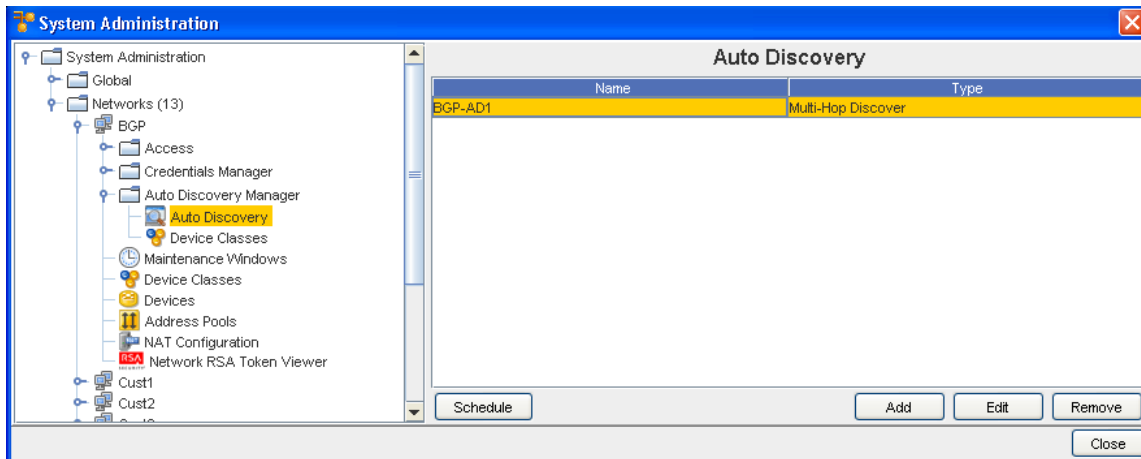 System Administration
System Administration
Global
Networks (13)
BGP
Access
Credentials Manager
Auto Discovery Manager
Auto Discovery
Device Classes
Maintenance Windows
Device Classes
Devices
Address Pools
NAT Configuration
RSA Network RSA Token Viewer
Cust1
Cust2
Auto Discovery
Name Type
BGP-AD1 Multi-Hop Discover
Schedule Add Edit Remove
Close